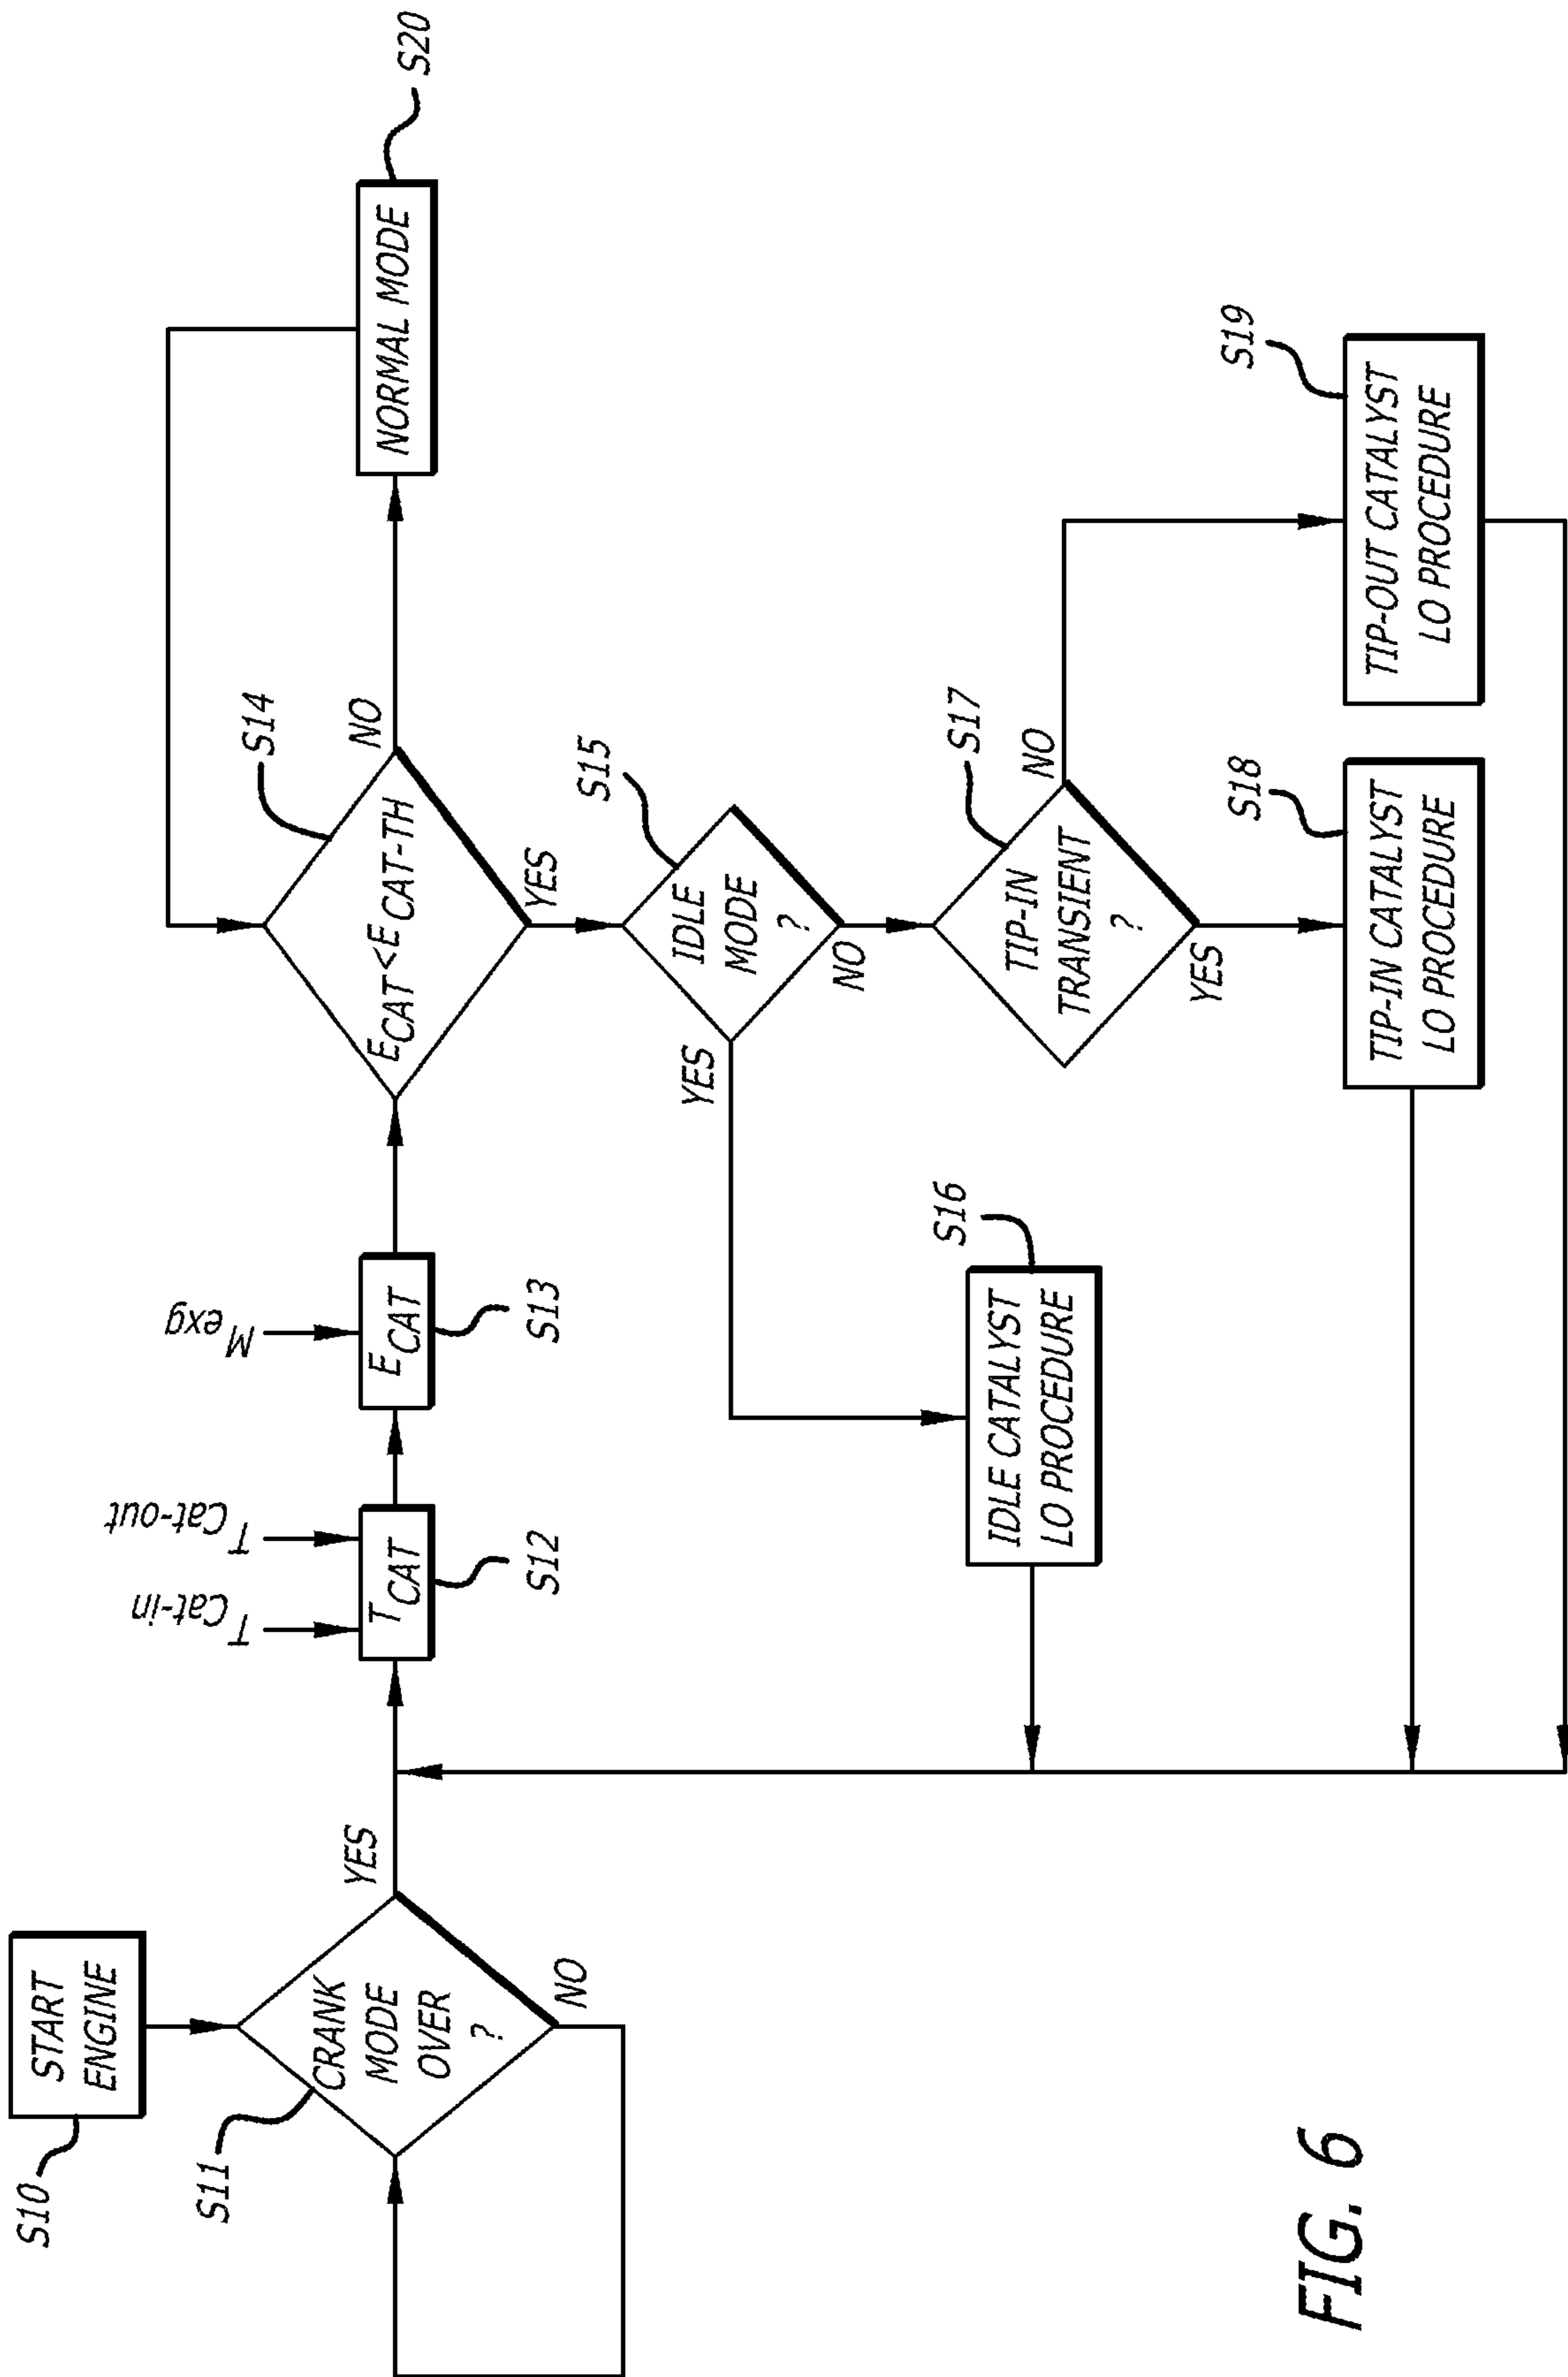 S10
START
ENGINE
S11
CRANK
MODE
OVER
?
YES
NO
T Cat-in
T Cat-out
T CAT
S12
M exg
E CAT
S13
E CAT < E CAT-TH
S14
NO
YES
NORMAL MODE
S20
IDLE
MODE
?
S15
YES
NO
IDLE CATALYST
LO PROCEDURE
S16
TIP-IN
TRANSIENT
?
S17
NO
YES
TIP-IN CATALYST
LO PROCEDURE
S18
TIP-OUT CATALYST
LO PROCEDURE
S19
FIG. 6